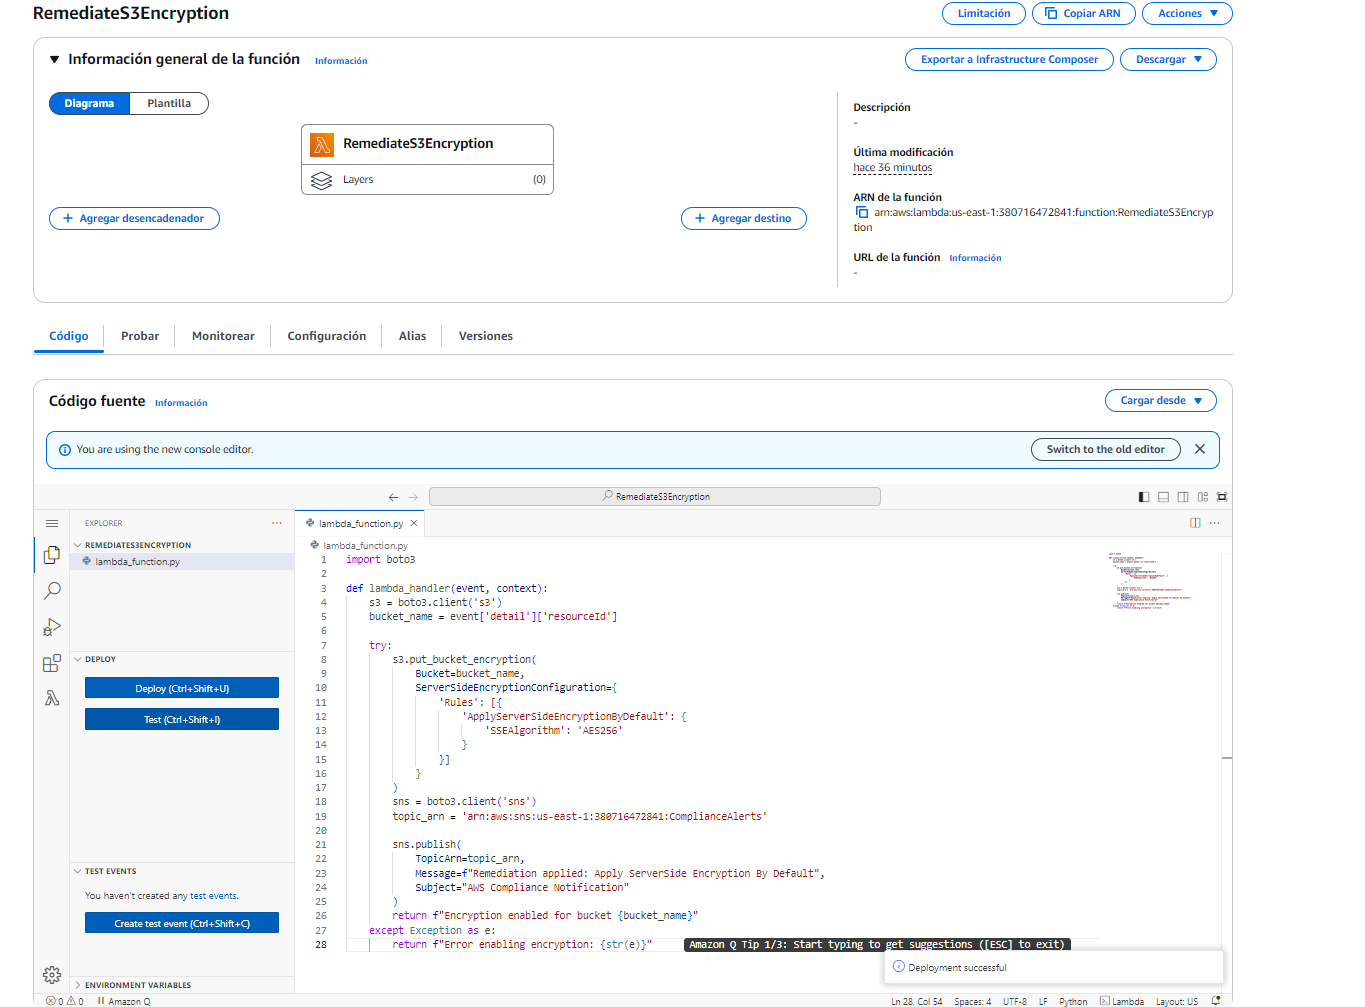 RemediateS3Encryption
Limitación
Copiar ARN
Acciones
Información general de la función Información
Exportar a Infrastructure Composer
Descargar
Diagrama
Plantilla
RemediateS3Encryption
Layers (0)
+ Agregar desencadenador
+ Agregar destino
Descripción
-
Última modificación
hace 36 minutos
ARN de la función
arn:aws:lambda:us-east-1:380716472841:function:RemediateS3Encryp
tion
URL de la función Información
-
Código
Probar
Monitorear
Configuración
Alias
Versiones
Código fuente Información
Cargar desde
You are using the new console editor.
Switch to the old editor
RemediateS3Encryption
EXPLORER
REMEDIATES3ENCRYPTION
lambda_function.py
DEPLOY
Deploy (Ctrl+Shift+U)
Test (Ctrl+Shift+I)
TEST EVENTS
You haven't created any test events.
Create test event (Ctrl+Shift+C)
ENVIRONMENT VARIABLES
lambda_function.py
lambda_function.py
1 import boto3
2
3 def lambda_handler(event, context):
4 s3 = boto3.client('s3')
5 bucket_name = event['detail']['resourceId']
6
7 try:
8 s3.put_bucket_encryption(
9 Bucket=bucket_name,
10 ServerSideEncryptionConfiguration={
11 'Rules': [{
12 'ApplyServerSideEncryptionByDefault': {
13 'SSEAlgorithm': 'AES256'
14 }
15 }]
16 }
17 )
18 sns = boto3.client('sns')
19 topic_arn = 'arn:aws:sns:us-east-1:380716472841:ComplianceAlerts'
20
21 sns.publish(
22 TopicArn=topic_arn,
23 Message=f"Remediation applied: Apply ServerSide Encryption By Default",
24 Subject="AWS Compliance Notification"
25 )
26 return f"Encryption enabled for bucket {bucket_name}"
27 except Exception as e:
28 return f"Error enabling encryption: {str(e)}"
Amazon Q Tip 1/3: Start typing to get suggestions ([ESC] to exit)
Deployment successful
0 0 Amazon Q
Ln 28, Col 54 Spaces: 4 UTF-8 LF Python Lambda Layout: US